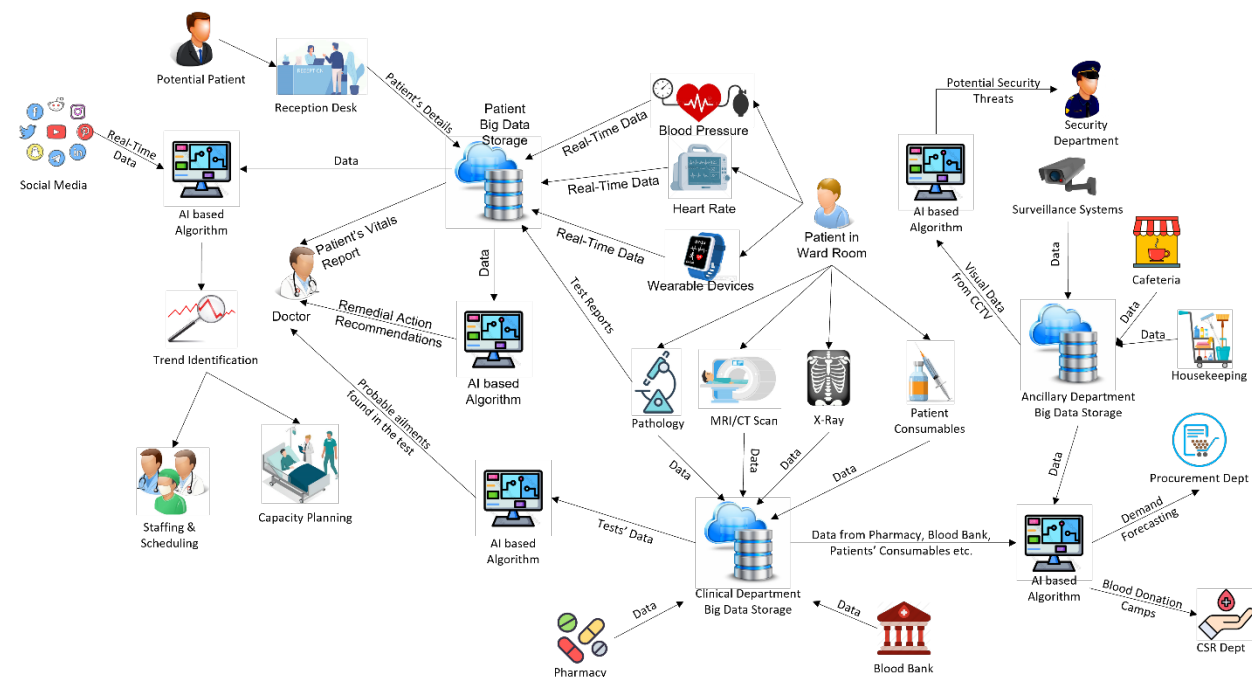 Potential Patient
RECEPTION
Reception Desk
Patient's Details
Patient
Big Data
Storage
Real-Time Data
Blood Pressure
Real-Time Data
Heart Rate
Real-Time Data
Wearable Devices
Patient in
Ward Room
Potential Security
Threats
Security
Department
Surveillance Systems
AI based
Algorithm
Visual Data
from CCTV
Data
Cafeteria
Data
Data
Housekeeping
Ancillary Department
Big Data Storage
Social Media
Real-Time
Data
AI based
Algorithm
Data
Patient's Vitals
Report
Doctor
Data
Remedial Action
Recommendations
AI based
Algorithm
Test Reports
Trend Identification
Staffing &
Scheduling
Capacity Planning
Probable ailments
found in the test
AI based
Algorithm
Tests' Data
Pathology
MRI/CT Scan
X-Ray
Patient
Consumables
Data
Data
Data
Data
Clinical Department
Big Data Storage
Data from Pharmacy, Blood Bank,
Patients' Consumables etc.
Data
AI based
Algorithm
Demand
Forecasting
Procurement Dept
Blood Donation
Camps
CSR Dept
Data
Pharmacy
Data
Blood Bank